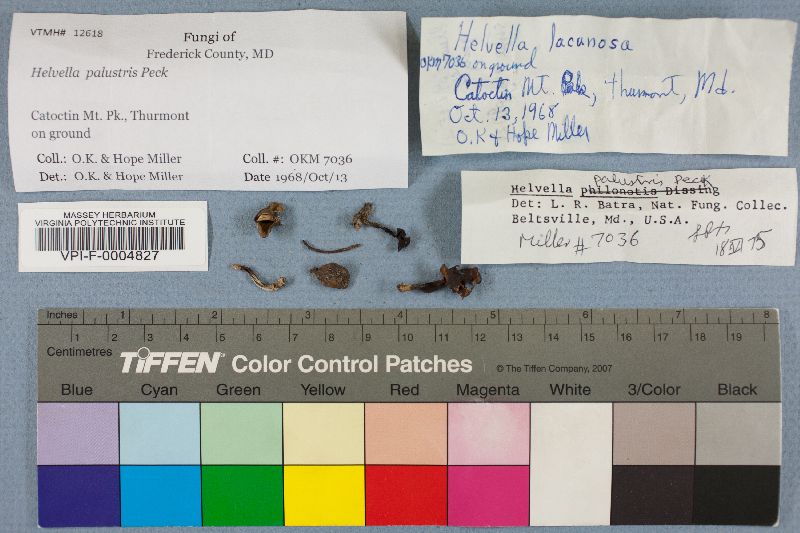 VTMH# 12618
Fungi of
Frederick County, MD
Helvella palustris Peck
Catoctin Mt. Pk., Thurmont
on ground
Coll.: O.K. & Hope Miller Coll. #: OKM 7036
Det.: O.K. & Hope Miller Date 1968/Oct/13
Helvella lacunosa
OKM 7036 on ground
Catoctin Mt. Pk, Thurmont, Md.
Oct. 13, 1968
O.K & Hope Miller
palustris Peck
Helvella philonotis Dissing
Det: L. R. Batra, Nat. Fung. Collec.
Beltsville, Md., U.S.A.
Miller # 7036
MASSEY HERBARIUM
VIRGINIA POLYTECHNIC INSTITUTE
VPI-F-0004827
Inches 1 2 3 4 5 6 7 8
Centimetres 1 2 3 4 5 6 7 8 9 10 11 12 13 14 15 16 17 18 19
TIFFEN Color Control Patches © The Tiffen Company, 2007
Blue Cyan Green Yellow Red Magenta White 3/Color Black